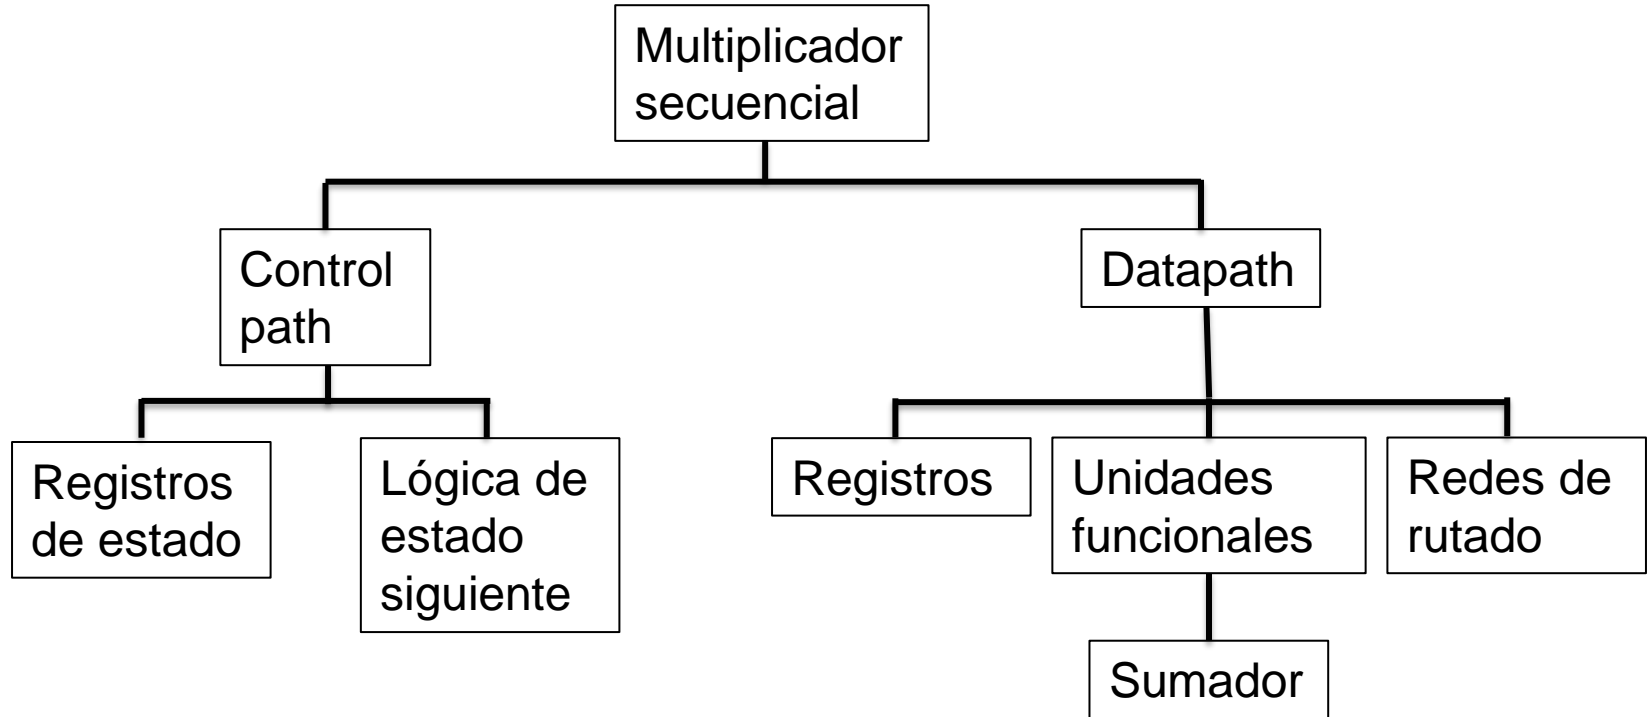 Multiplicador
secuencial
Control
path
Datapath
Registros
de estado
Lógica de
estado
siguiente
Registros
Unidades
funcionales
Redes de
rutado
Sumador